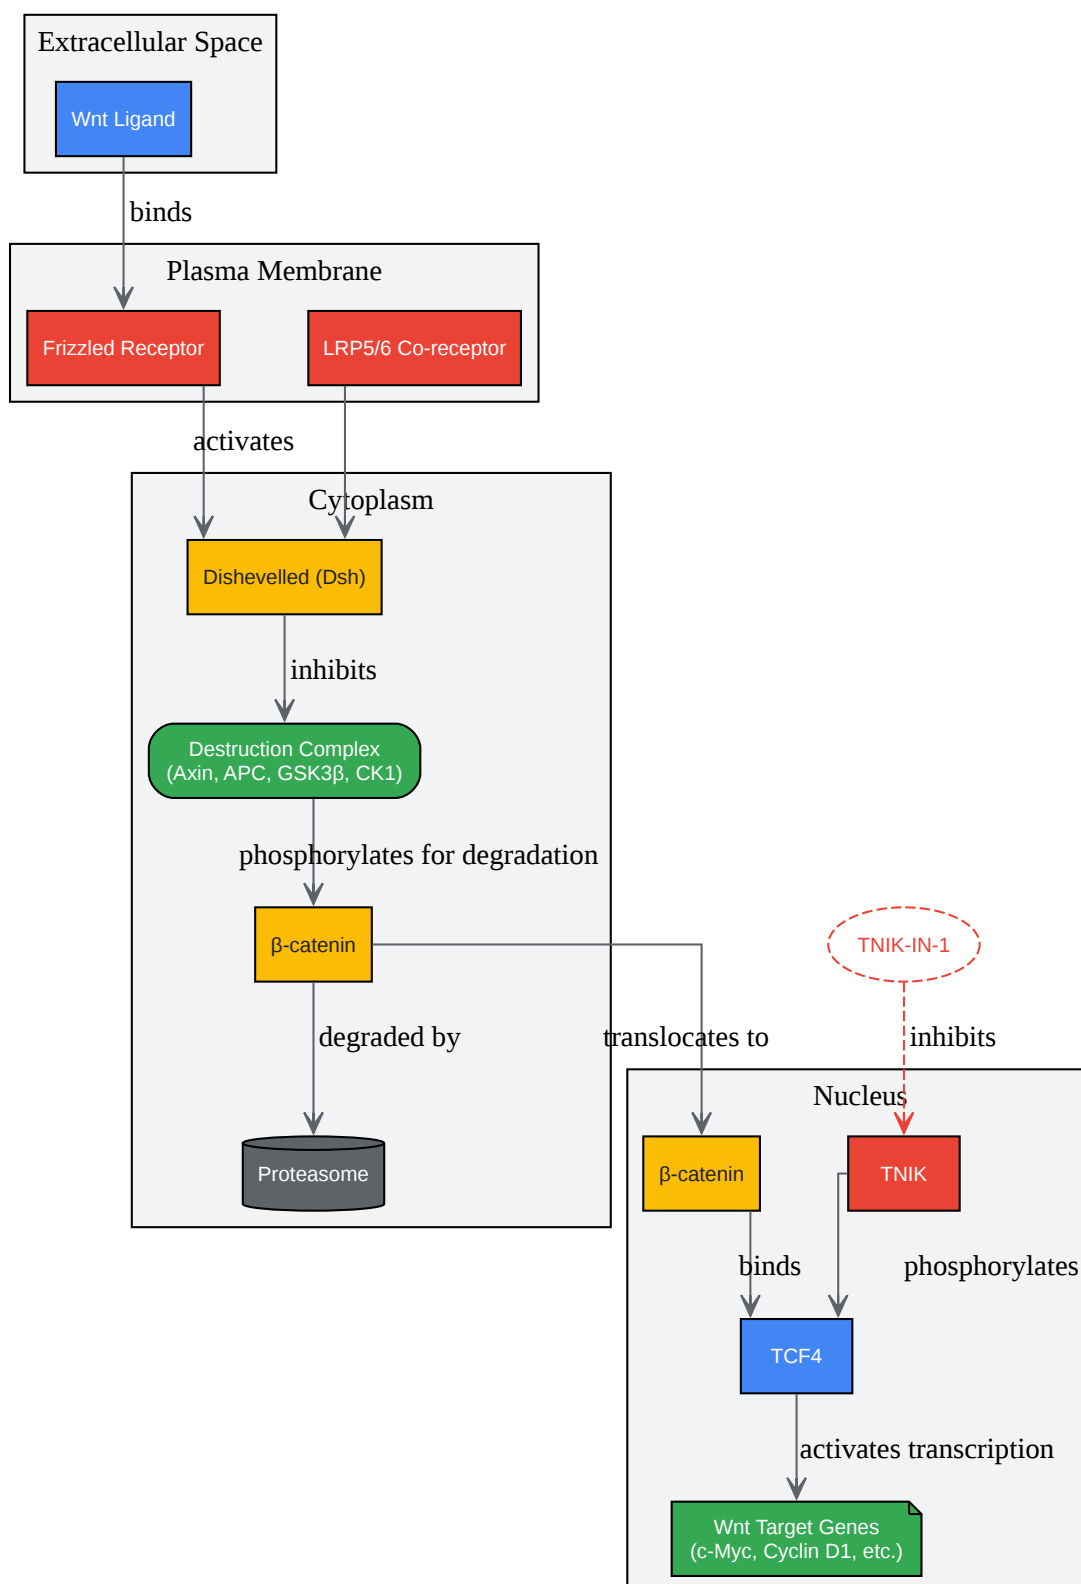 Extracellular Space
Wnt Ligand
binds
Plasma Membrane
Frizzled Receptor
LRP5/6 Co-receptor
activates
Cytoplasm
Dishevelled (Dsh)
inhibits
Destruction Complex
(Axin, APC, GSK3β, CK1)
phosphorylates for degradation
β-catenin
TNIK-IN-1
degraded by
translocates to
inhibits
Nucleus
Proteasome
β-catenin
TNIK
binds
phosphorylates
TCF4
activates transcription
Wnt Target Genes
(c-Myc, Cyclin D1, etc.)